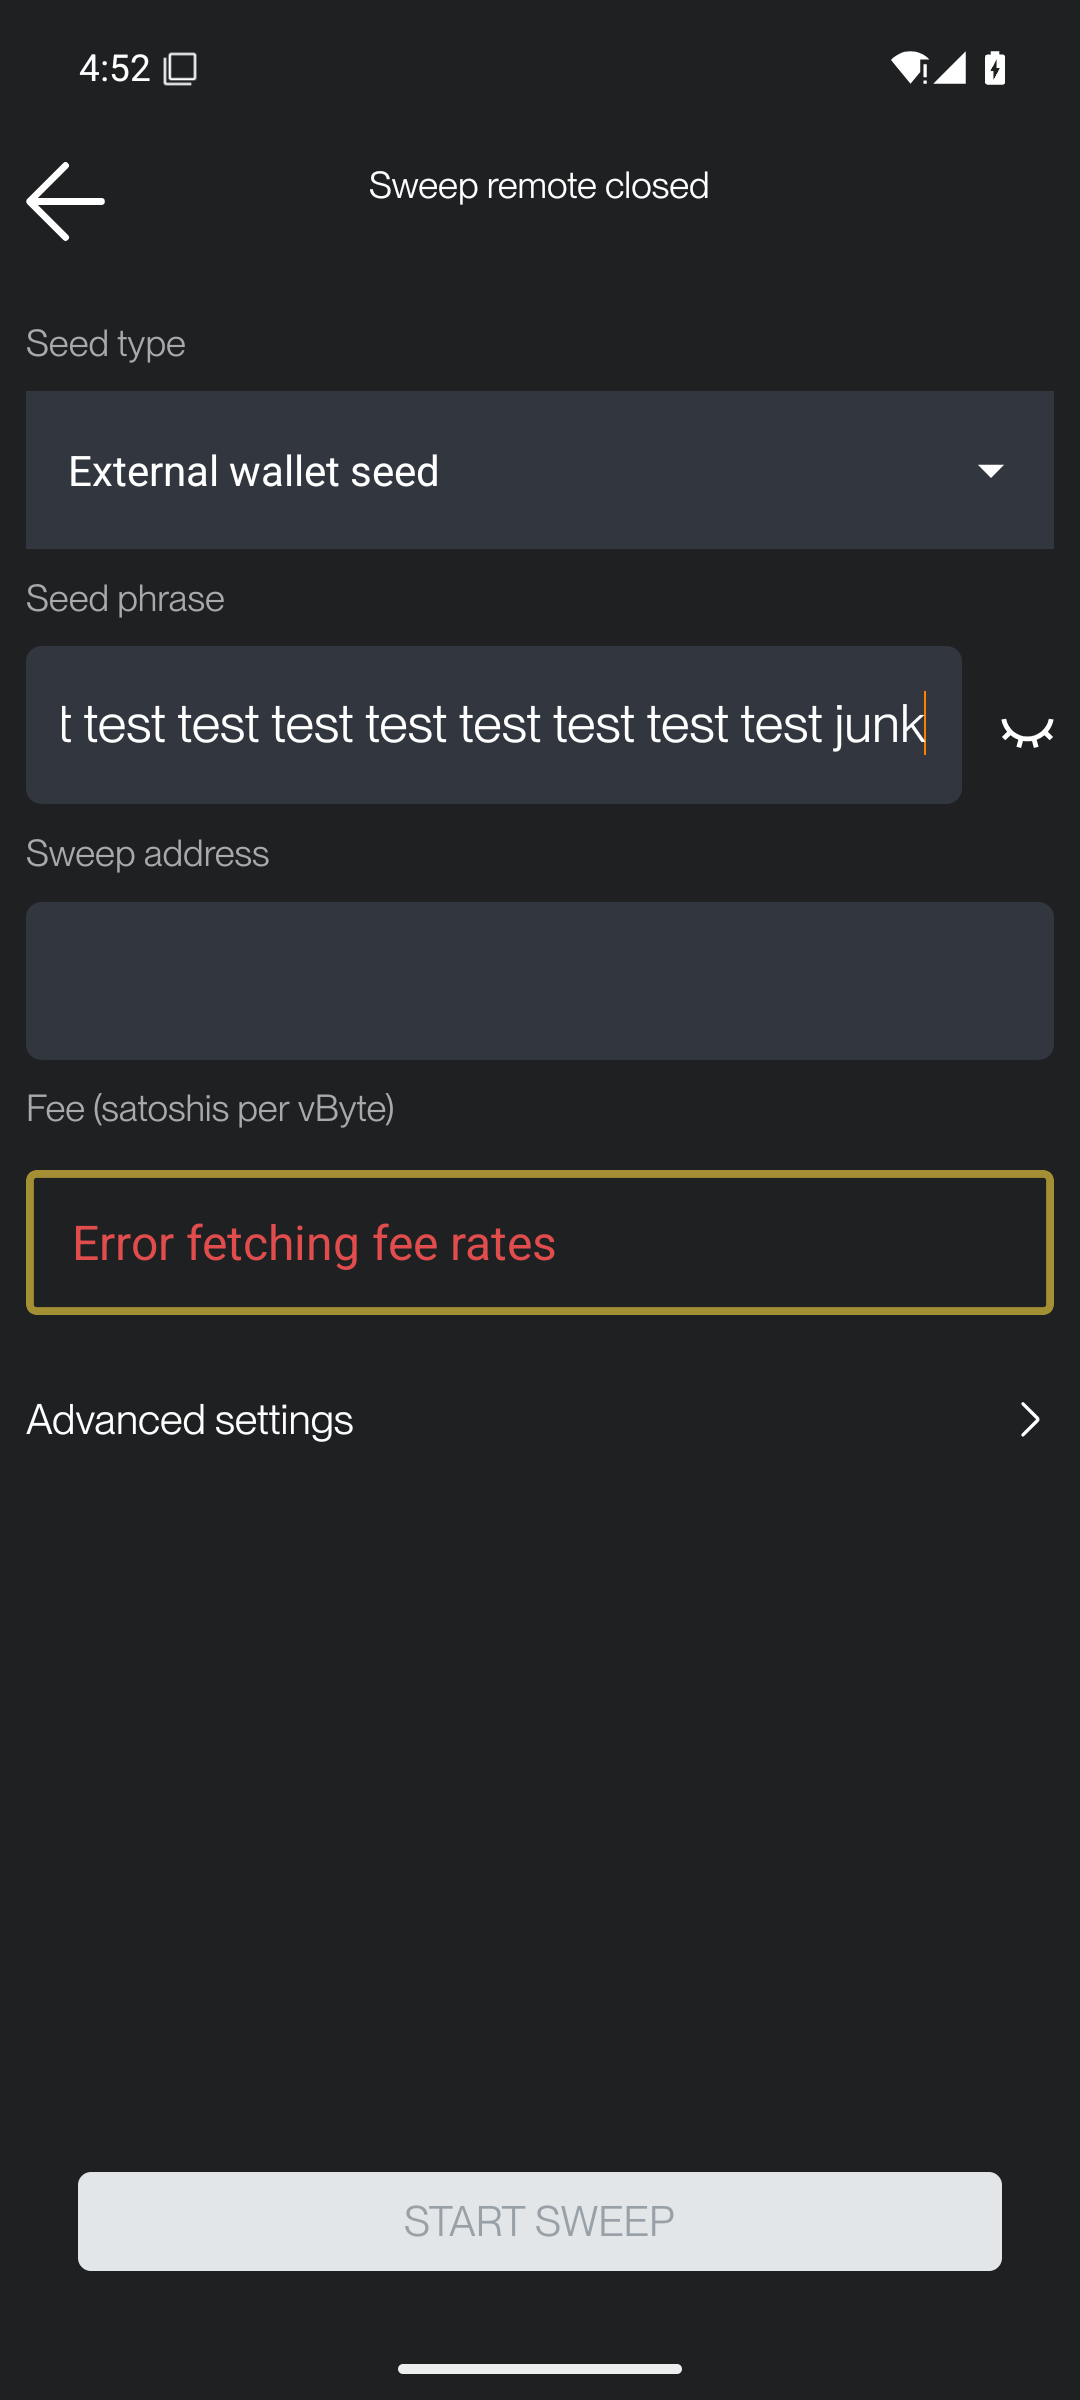 4:52
Sweep remote closed
Seed type
External wallet seed
Seed phrase
t test test test test test test test test junk
Sweep address
Fee (satoshis per vByte)
Error fetching fee rates
Advanced settings
START SWEEP